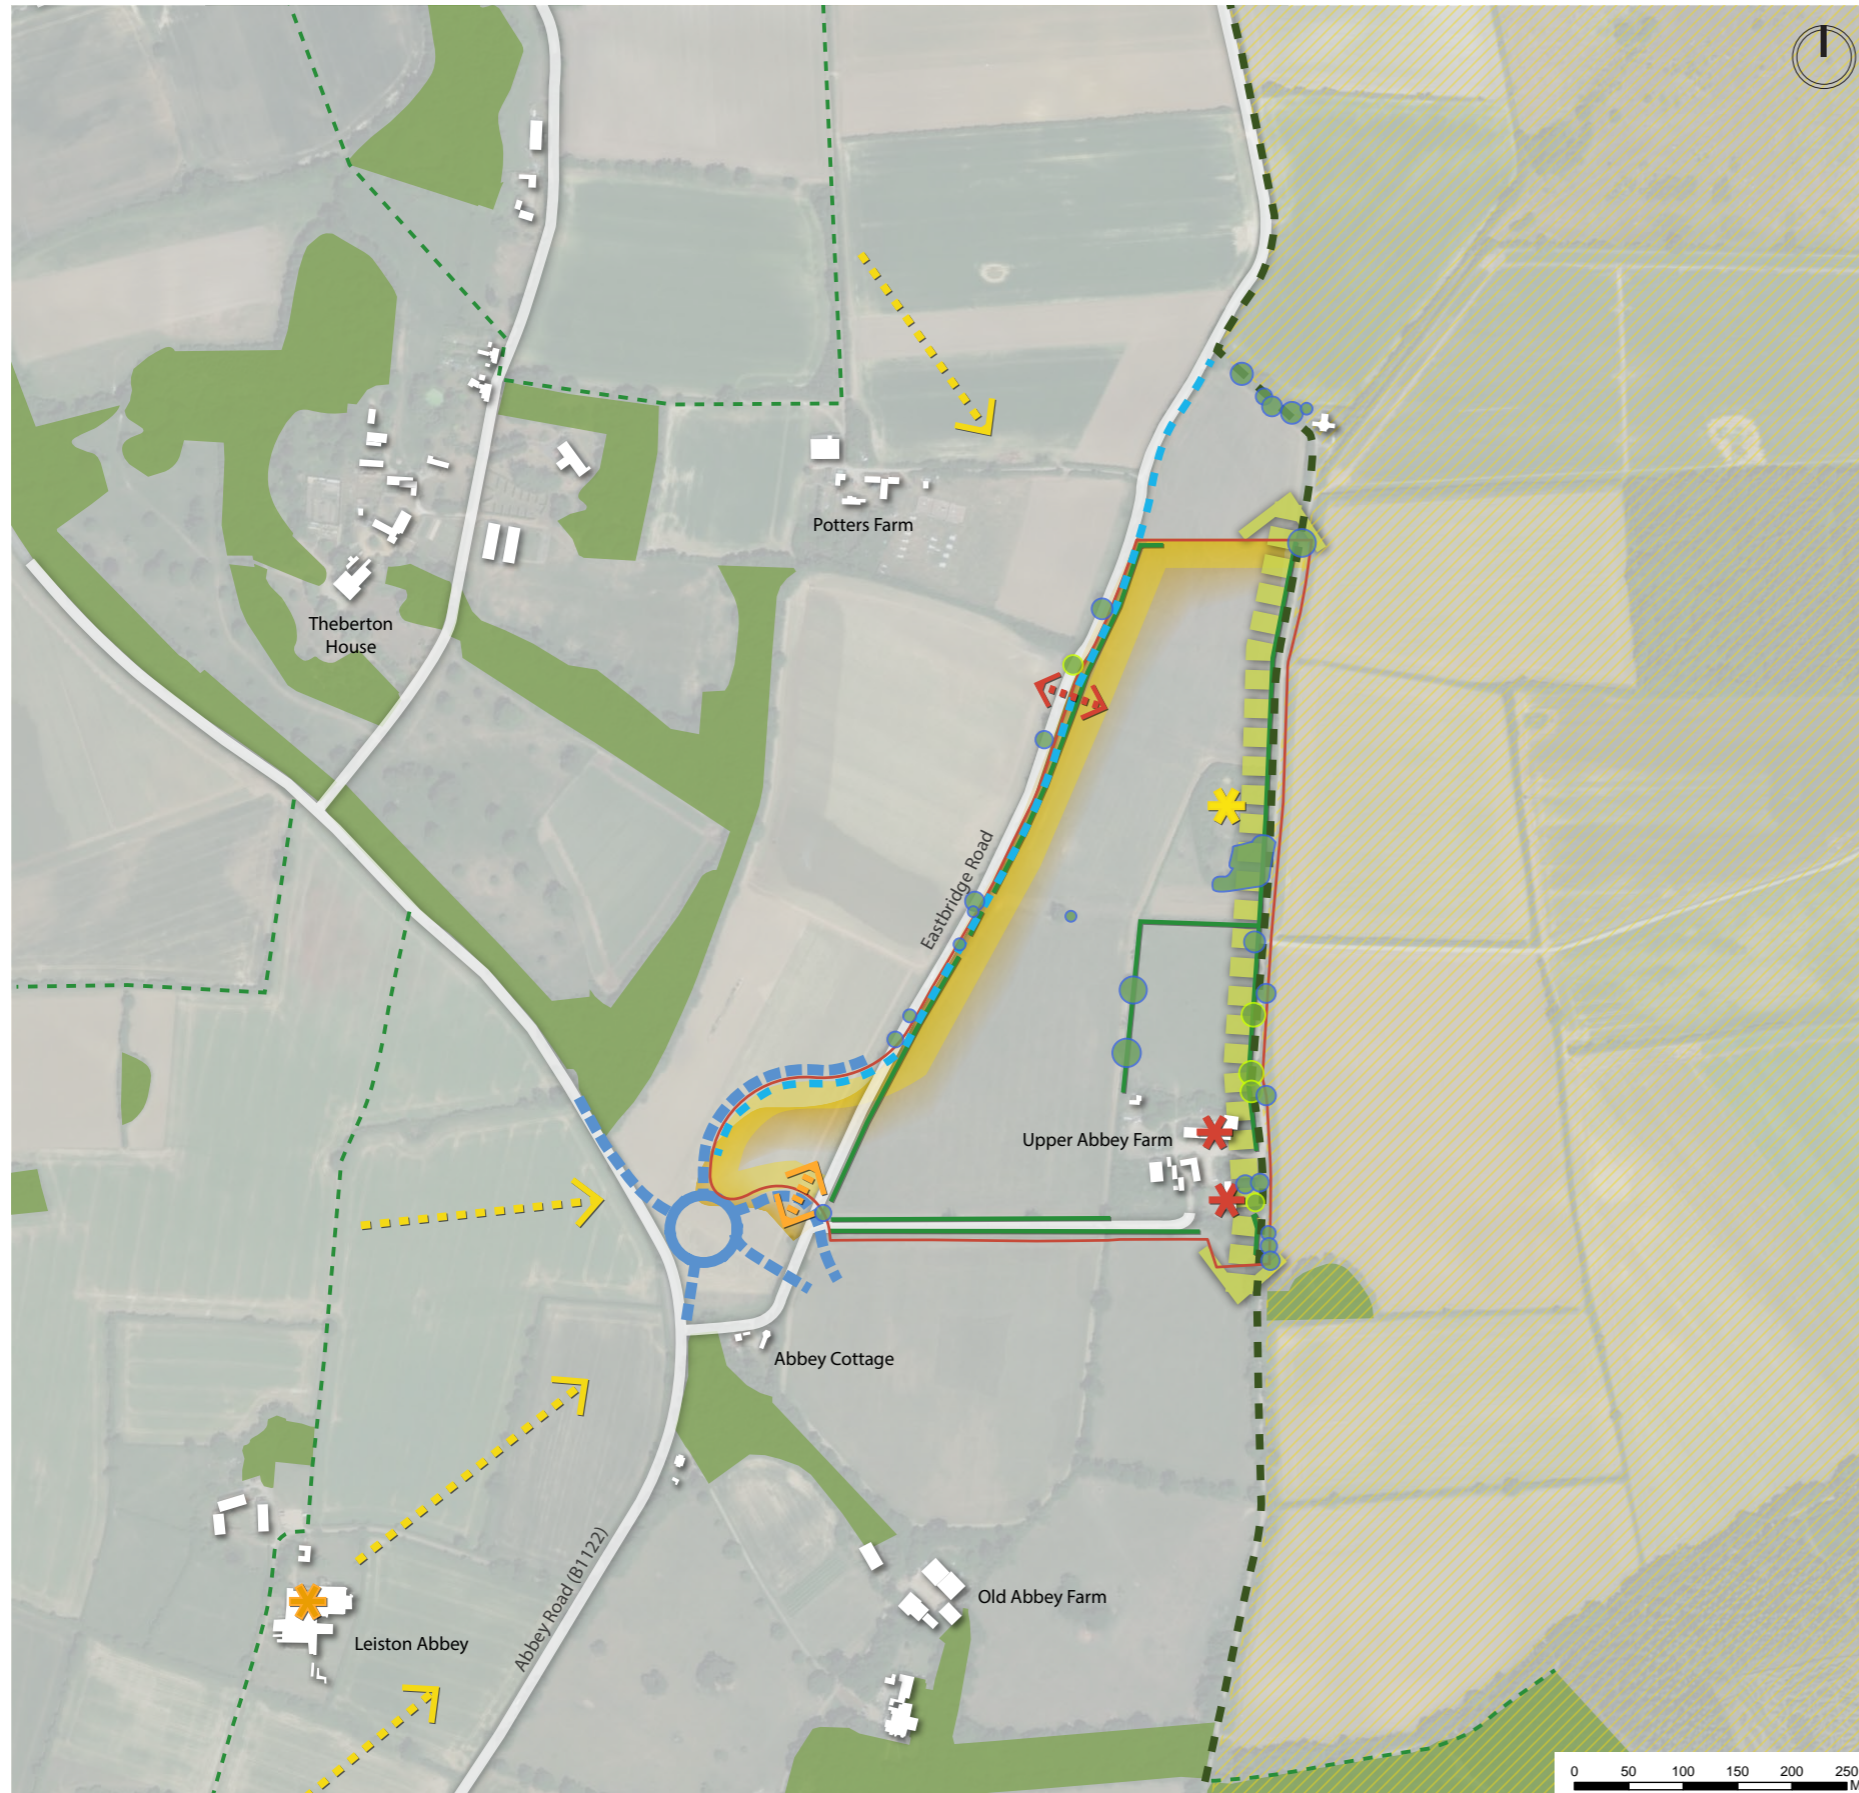 Potters Farm
Theberton
House
Eastbridge Road
Upper Abbey Farm
Abbey Cottage
Abbey Road (B1122)
Old Abbey Farm
Leiston Abbey
0 50 100 150 200 250
M